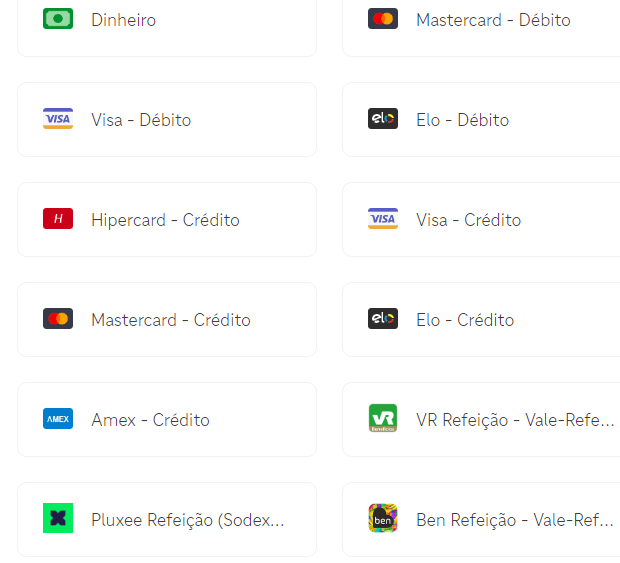 Dinheiro
Mastercard - Débito
VISA Visa - Débito
elo Elo - Débito
H Hipercard - Crédito
VISA Visa - Crédito
Mastercard - Crédito
elo Elo - Crédito
AMEX Amex - Crédito
VR Benefícios VR Refeição - Vale-Refe...
Pluxee Refeição (Sodex...
ben Ben Refeição - Vale-Ref...